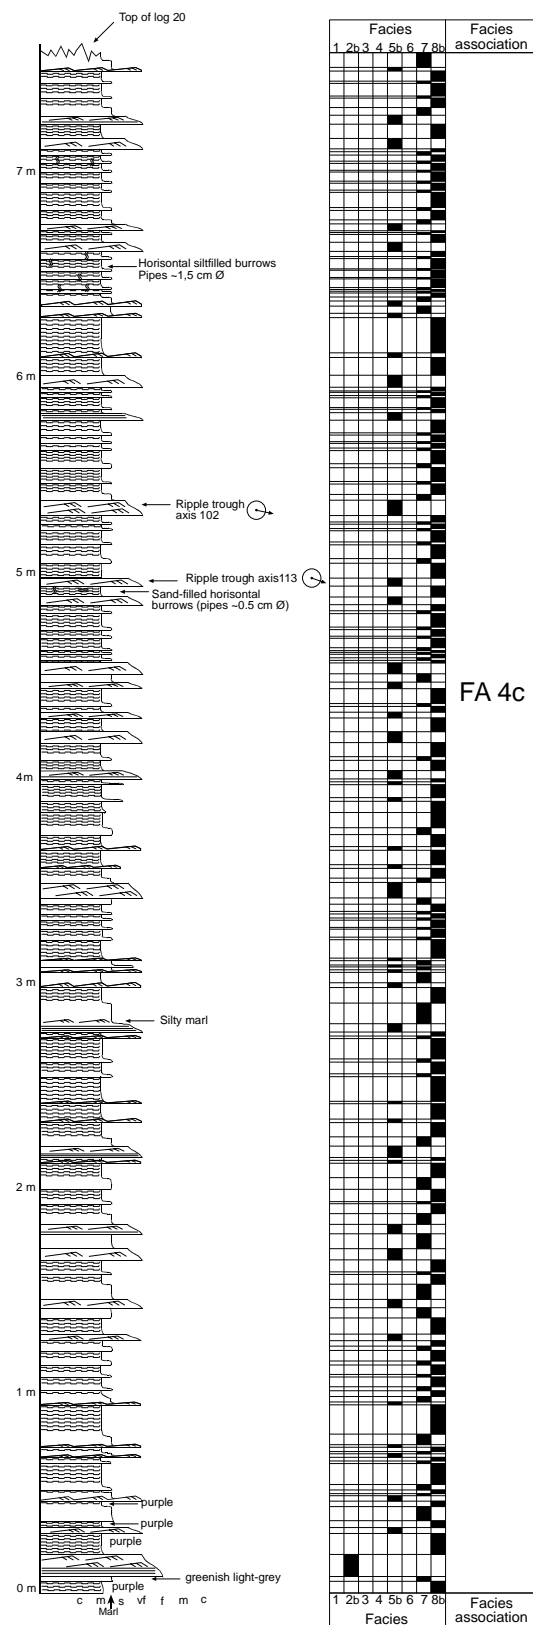 Top of log 20
Facies
Facies
association
1 2b 3 4 5b 6 7 8b
7 m
Horisontal siltfilled burrows
Pipes ~1,5 cm Ø
6 m
Ripple trough
axis 102
5 m
Ripple trough axis113
Sand-filled horisontal
burrows (pipes ~0.5 cm Ø)
FA 4c
4m
3 m
Silty marl
2 m
1 m
purple
purple
purple
greenish light-grey
0 m
purple
c m s vf f m c
Marl
1 2b 3 4 5b 6 7 8b
Facies
Facies
association